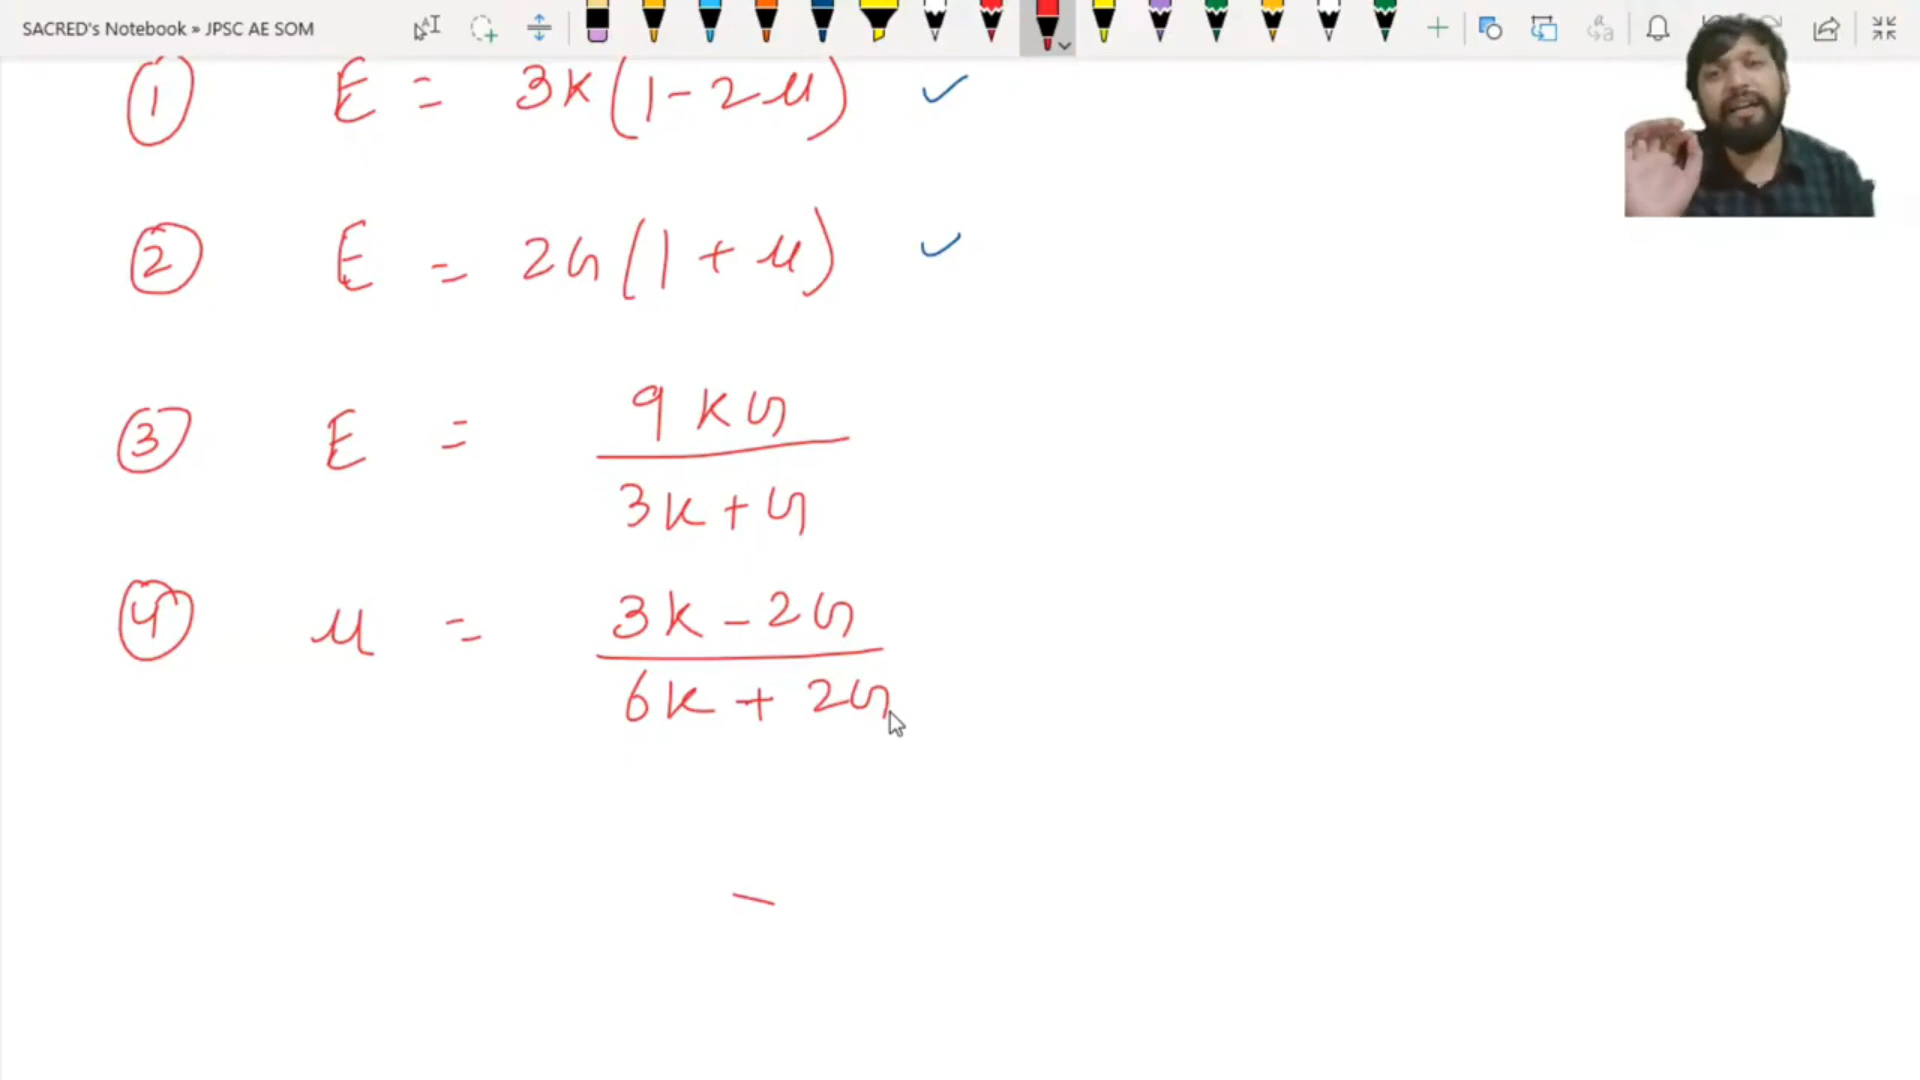 SACRED's Notebook » JPSC AE SOM
① E = 3K(1-2μ) ✓
② E = 2G(1+μ) ✓
③ E = 9KG
3K+G
④ μ = 3K-2G
6K+2G